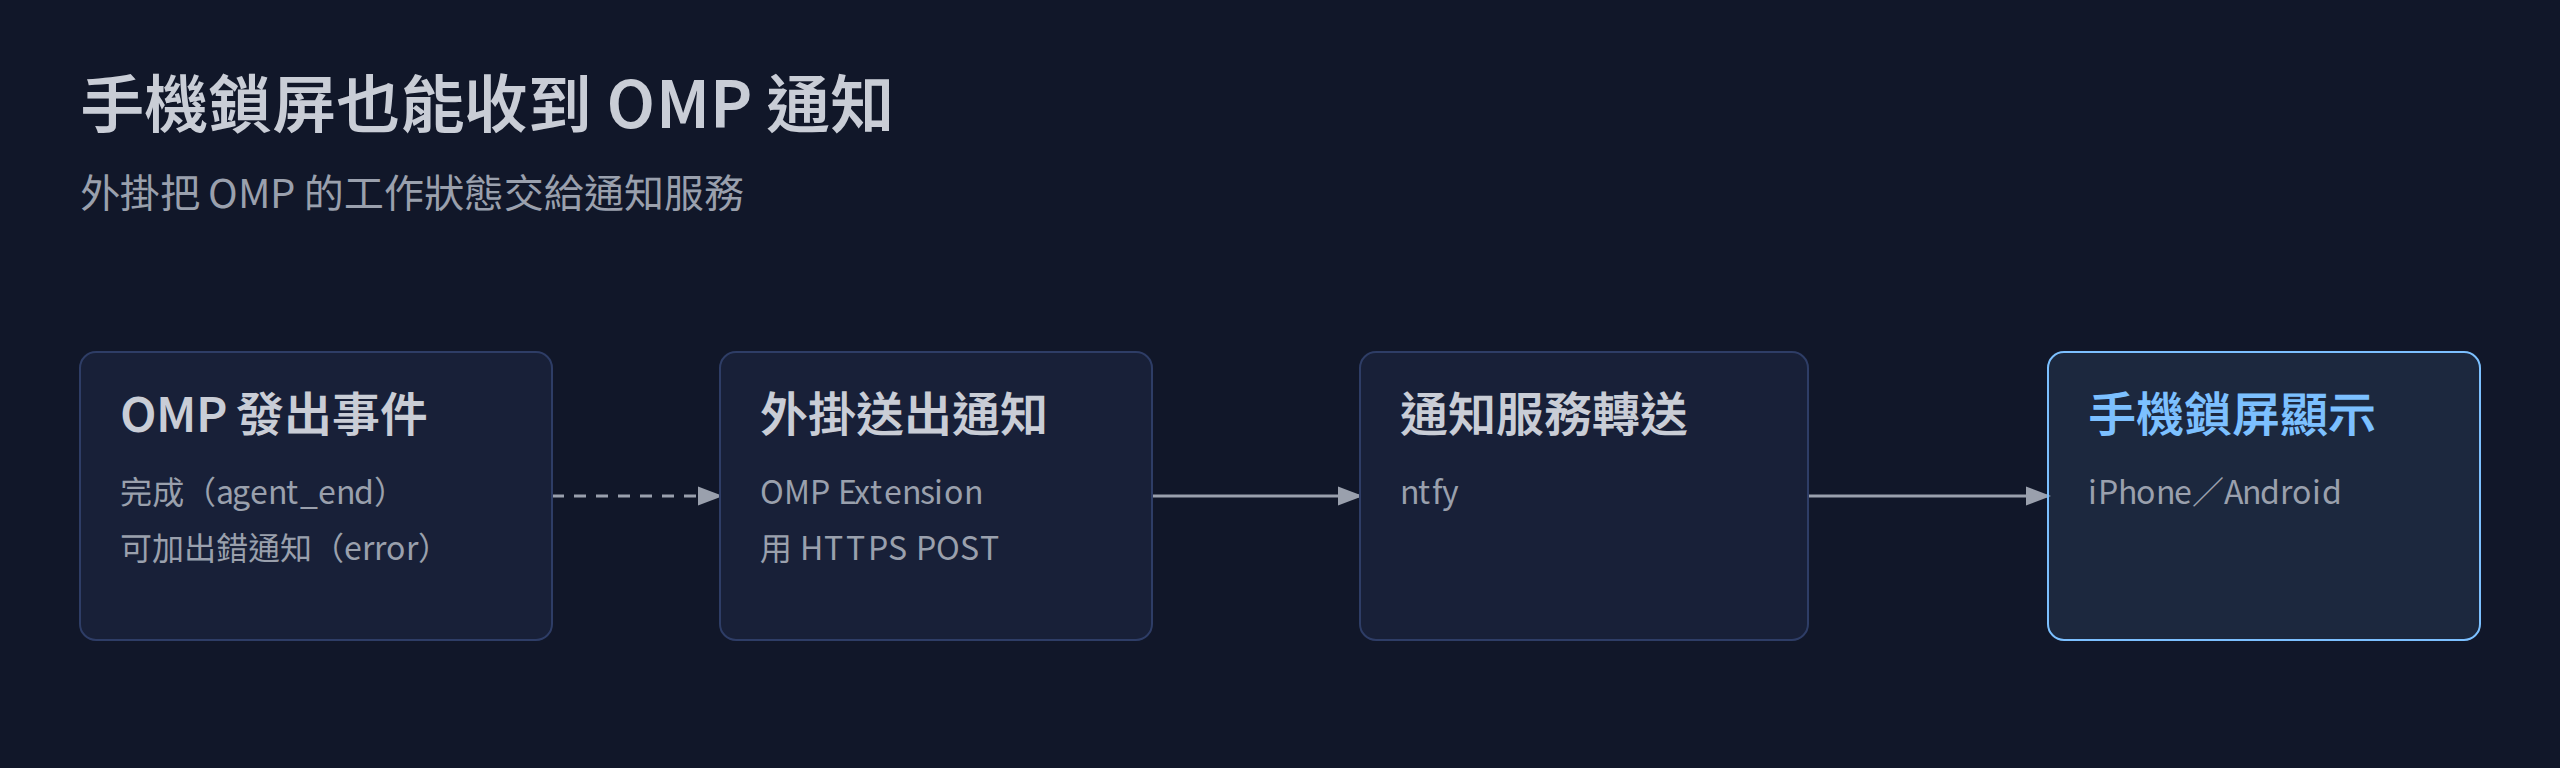 手機鎖屏也能收到 OMP 通知
外掛把 OMP 的工作狀態交給通知服務
OMP 發出事件
完成（agent_end）
可加出錯通知（error）
外掛送出通知
OMP Extension
用 HTTPS POST
通知服務轉送
ntfy
手機鎖屏顯示
iPhone／Android